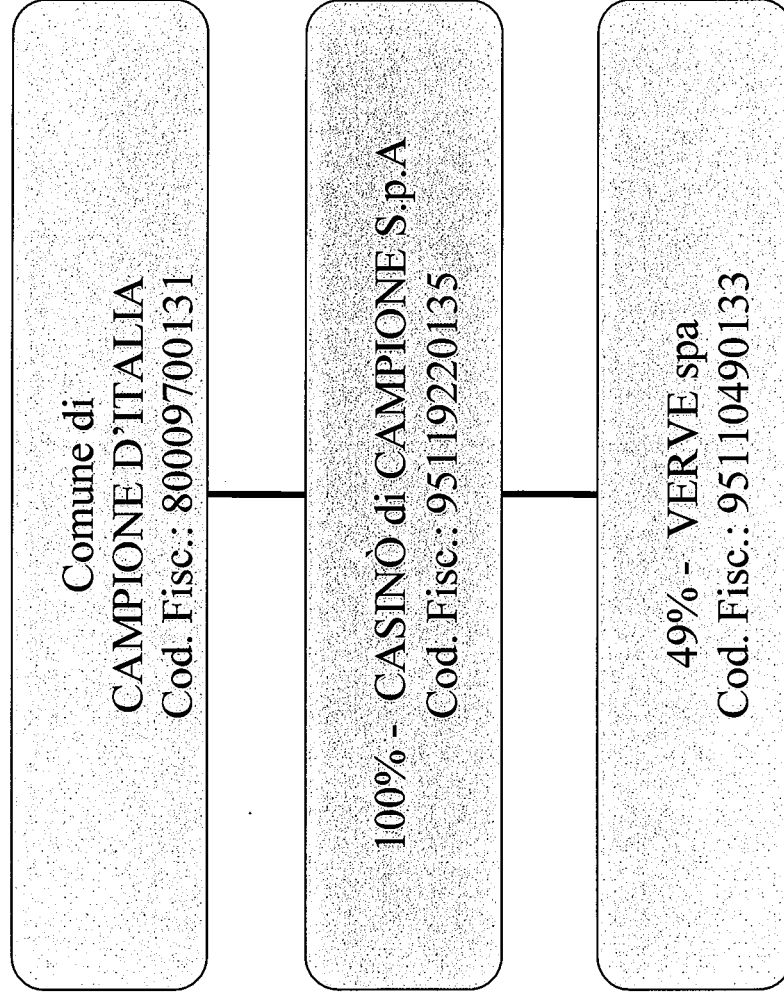 Comune di
CAMPIONE D'ITALIA
Cod. Fisc.: 80009700131
100% - CASINÒ di CAMPIONE S.p.A
Cod. Fisc.: 95119220135
49% - VERVE spa
Cod. Fisc.: 95110490133